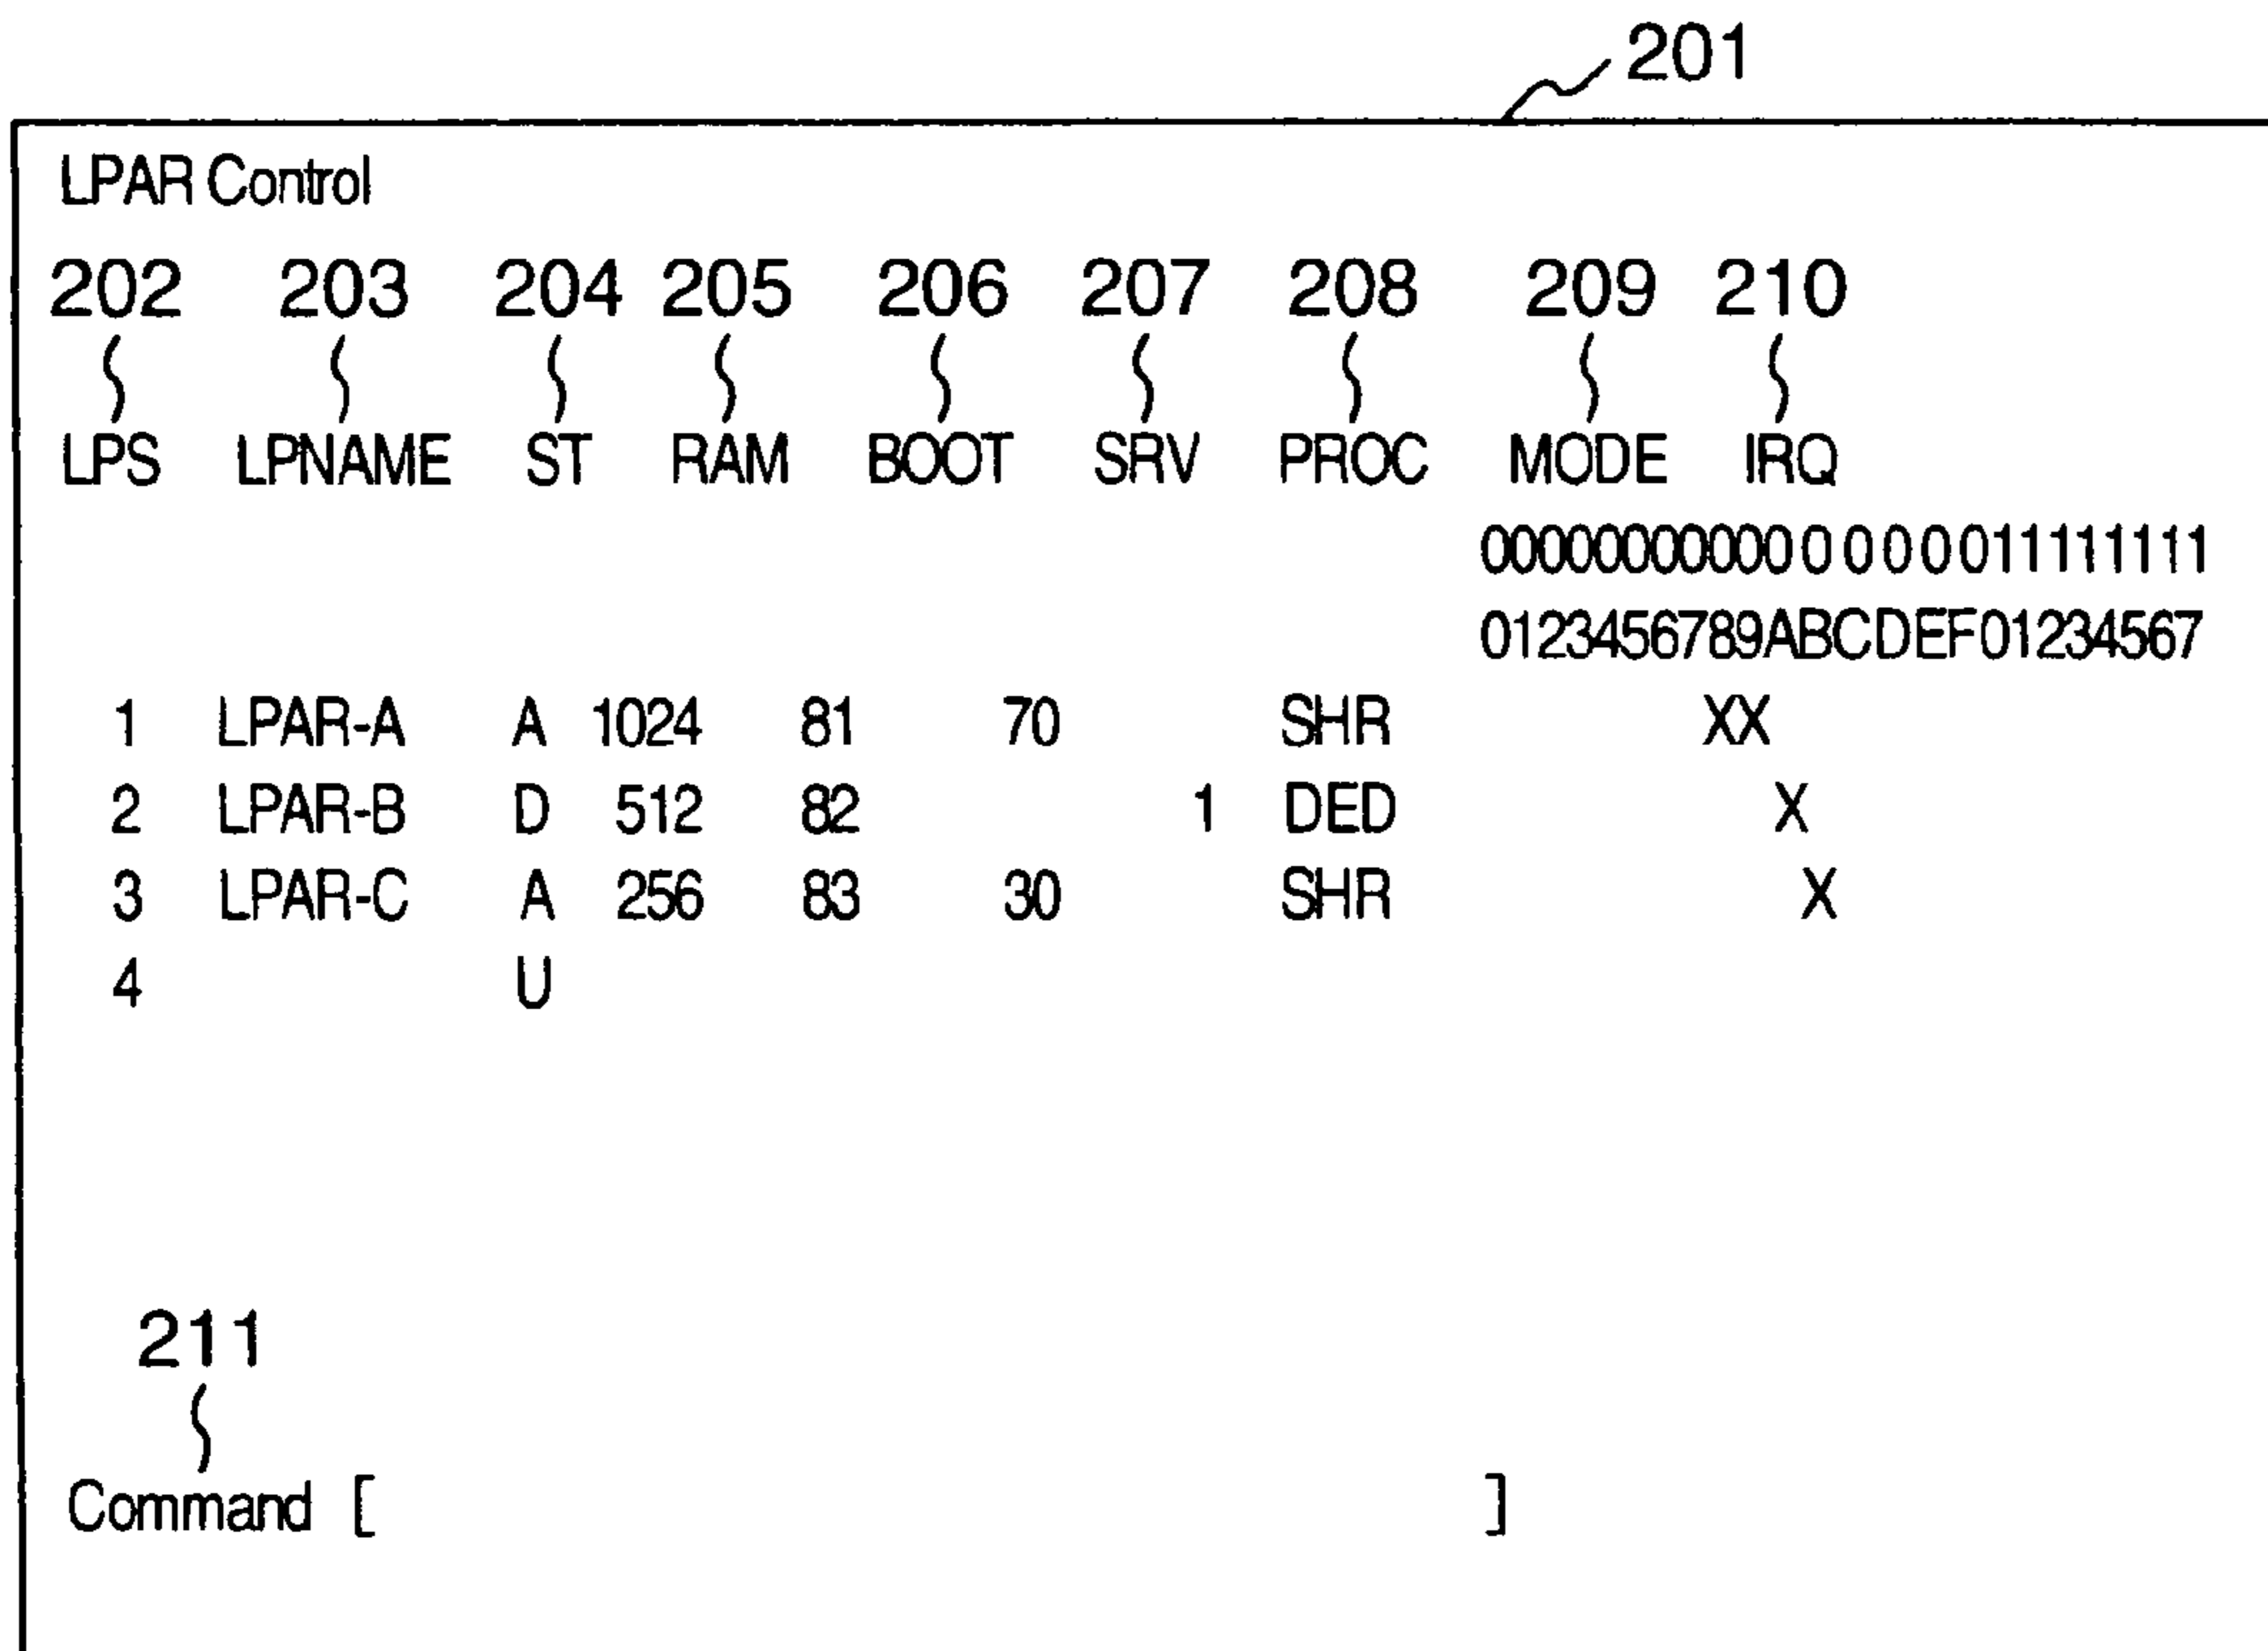 201
LPAR Control
202 203 204 205 206 207 208 209 210
LPS LPNAME ST RAM BOOT SRV PROC MODE IRQ
000000000000000011111111
0123456789ABCDEF01234567
1 LPAR-A A 1024 81 70 SHR XX
2 LPAR-B D 512 82 1 DED X
3 LPAR-C A 256 83 30 SHR X
4 U
211
Command [ ]